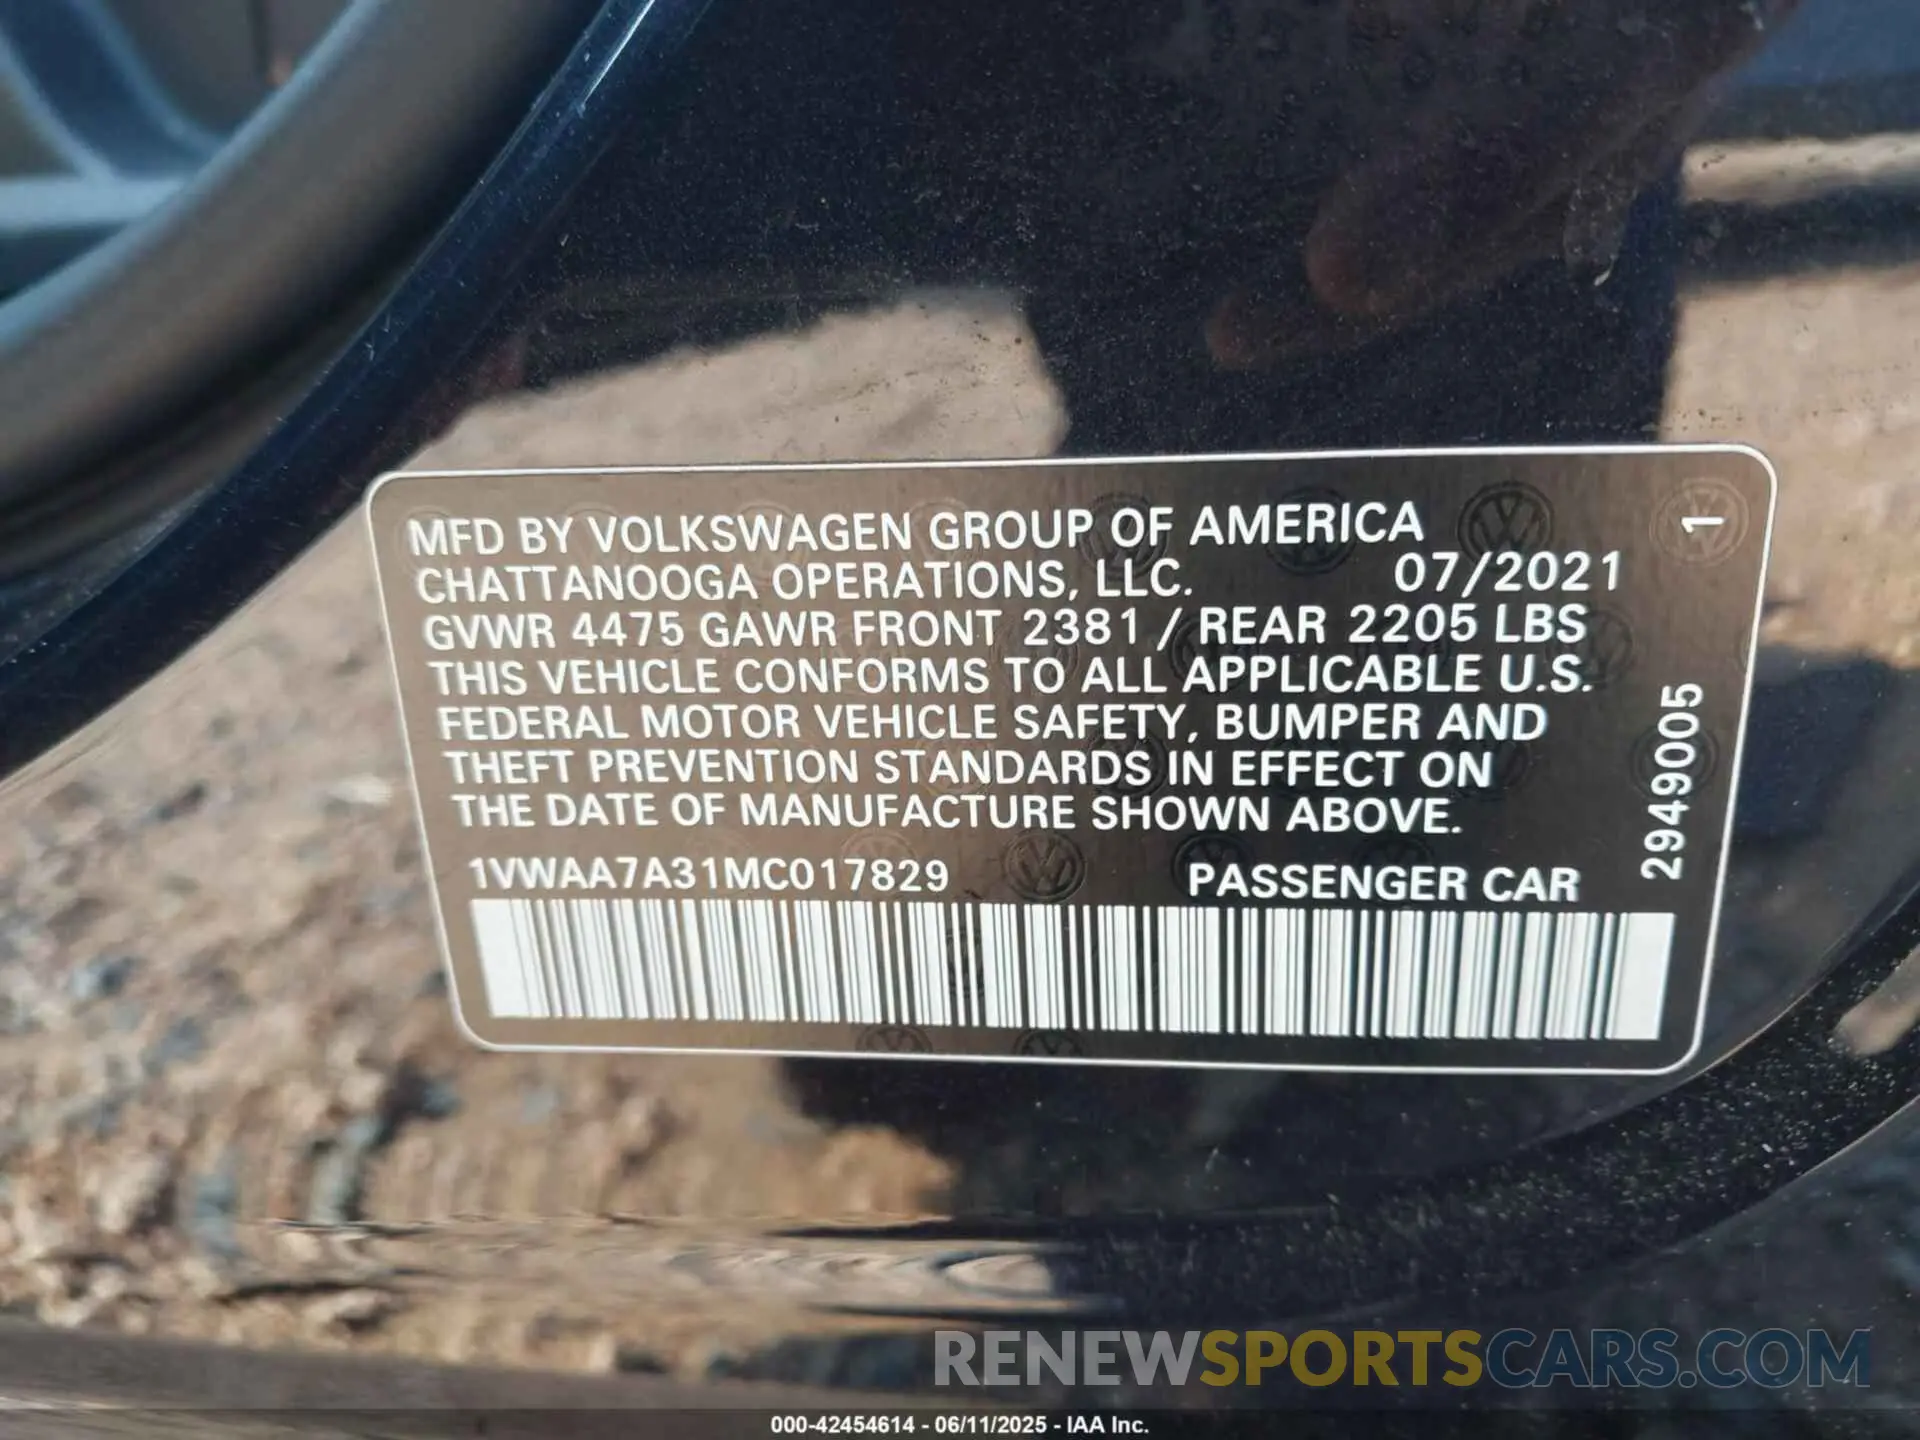 MFD BY VOLKSWAGEN GROUP OF AMERICA
CHATTANOOGA OPERATIONS, LLC. 07/2021
GVWR 4475 GAWR FRONT 2381 / REAR 2205 LBS
THIS VEHICLE CONFORMS TO ALL APPLICABLE U.S.
FEDERAL MOTOR VEHICLE SAFETY, BUMPER AND
THEFT PREVENTION STANDARDS IN EFFECT ON
THE DATE OF MANUFACTURE SHOWN ABOVE.
1VWAA7A31MC017829 PASSENGER CAR
1
2949005
RENEWSPORTSCARS.COM
000-42454614 - 06/11/2025 - IAA Inc.